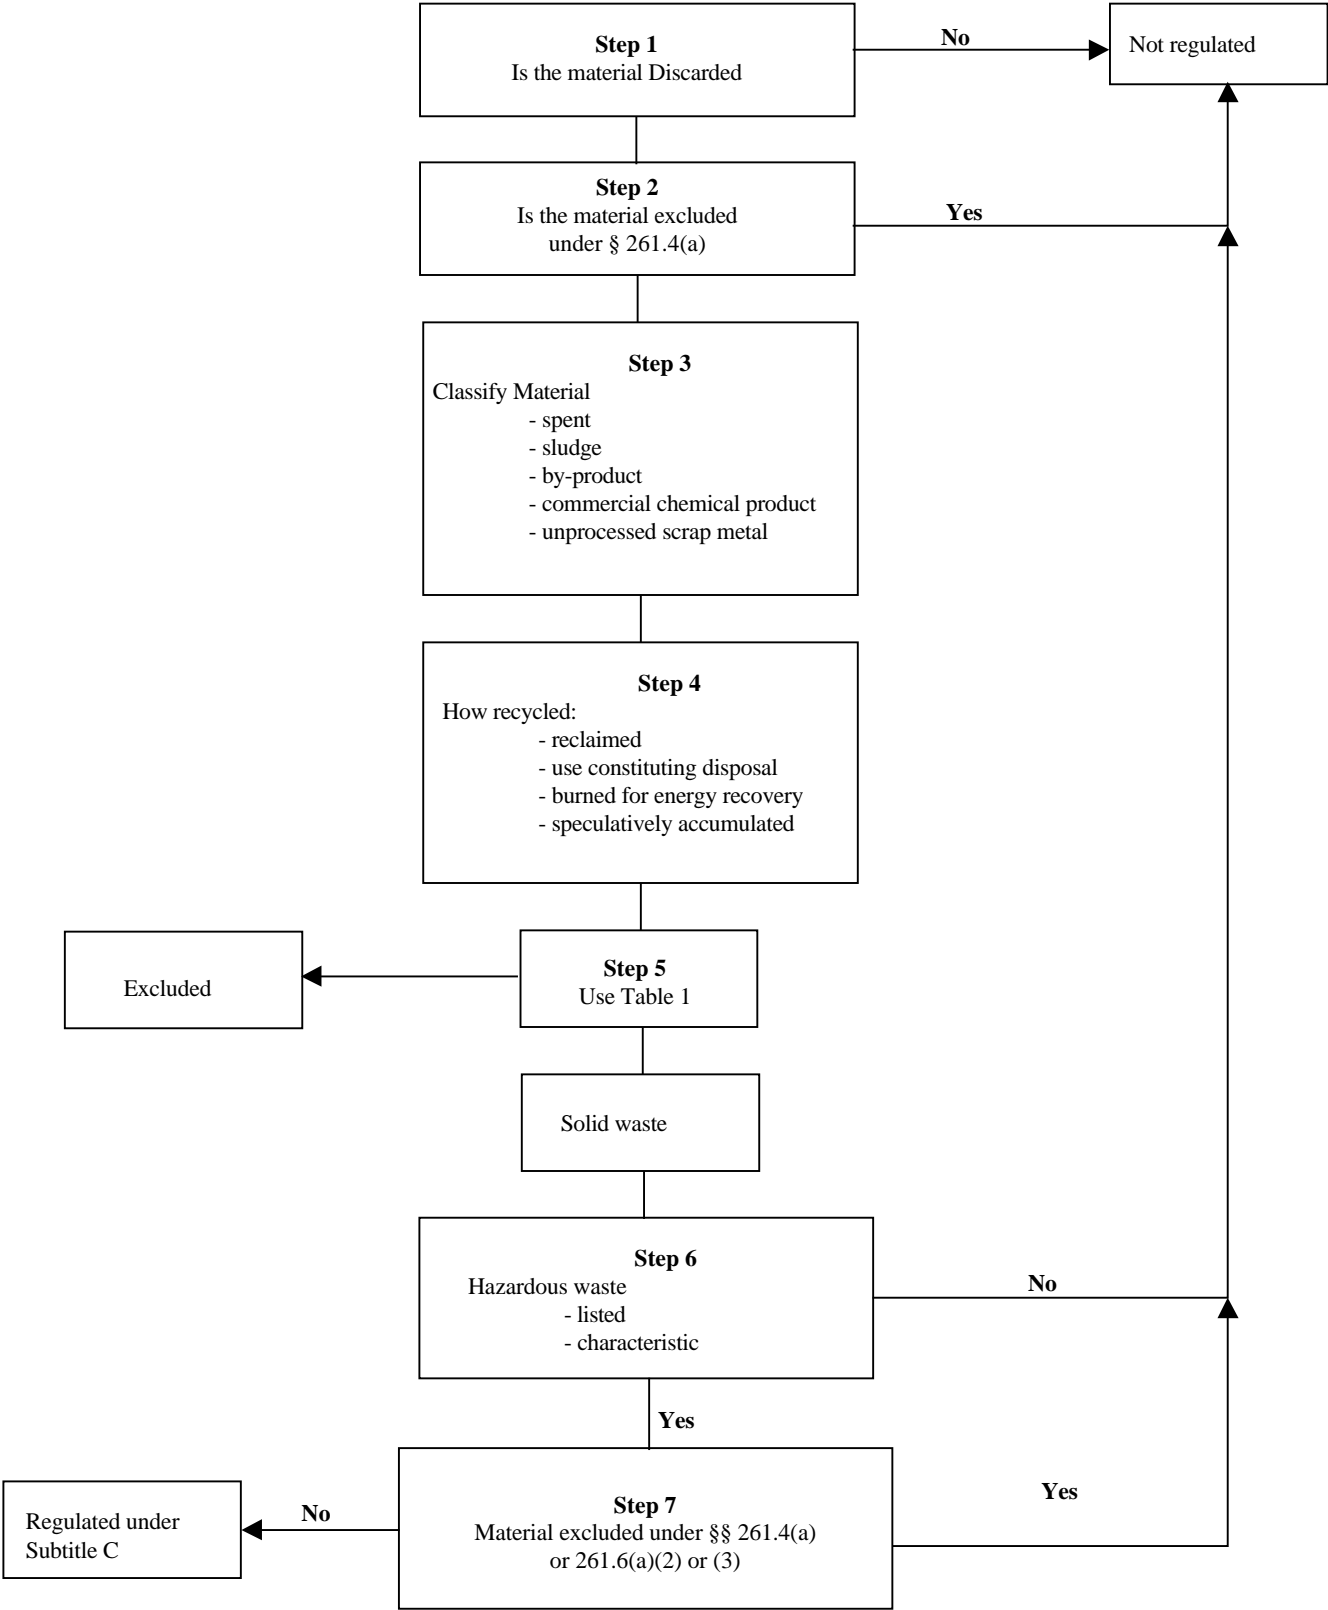 Step 1
Is the material Discarded
No
Not regulated
Step 2
Is the material excluded
under § 261.4(a)
Yes
Step 3
Classify Material
- spent
- sludge
- by-product
- commercial chemical product
- unprocessed scrap metal
Step 4
How recycled:
- reclaimed
- use constituting disposal
- burned for energy recovery
- speculatively accumulated
Excluded
Step 5
Use Table 1
Solid waste
Step 6
Hazardous waste
- listed
- characteristic
No
Yes
Regulated under
Subtitle C
No
Step 7
Material excluded under §§ 261.4(a)
or 261.6(a)(2) or (3)
Yes